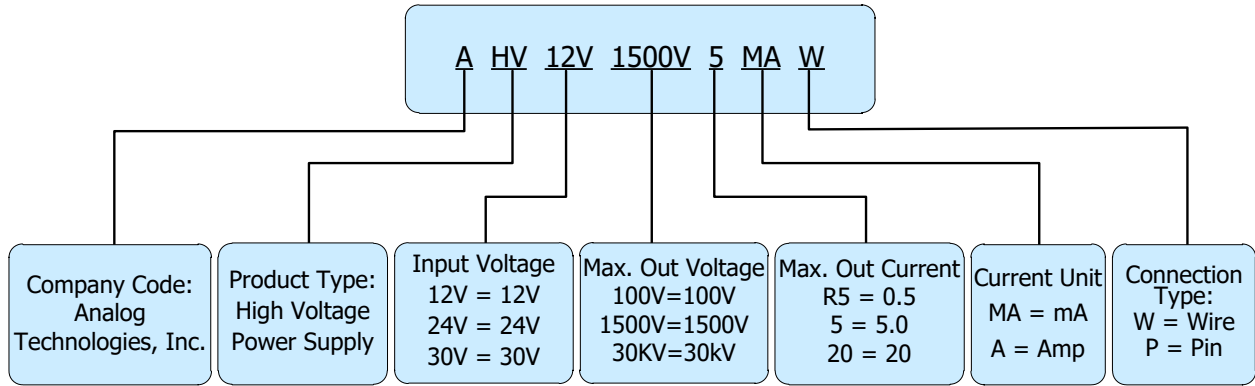 A HV 12V 1500V 5 MA W
Company Code:
Analog
Technologies, Inc.
Product Type:
High Voltage
Power Supply
Input Voltage
12V = 12V
24V = 24V
30V = 30V
Max. Out Voltage
100V=100V
1500V=1500V
30KV=30kV
Max. Out Current
R5 = 0.5
5 = 5.0
20 = 20
Current Unit
MA = mA
A = Amp
Connection
Type:
W = Wire
P = Pin